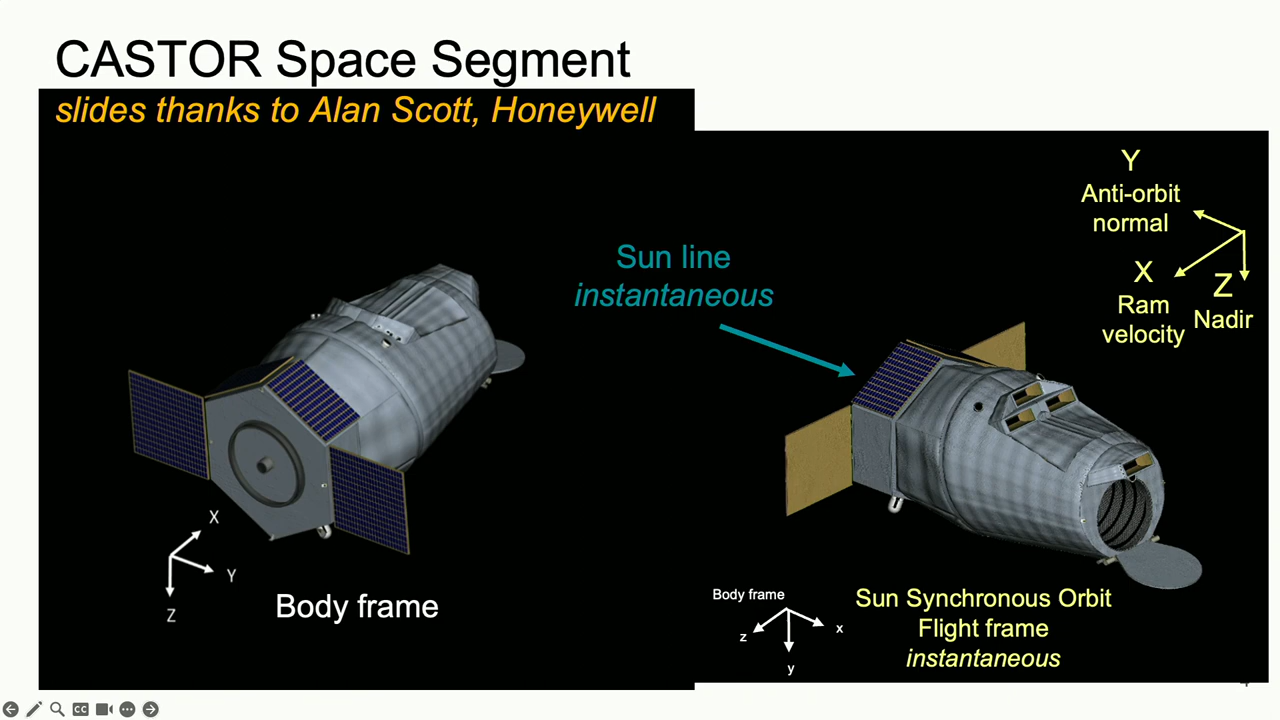 CASTOR Space Segment
slides thanks to Alan Scott, Honeywell
Y
Anti-orbit
normal
Sun line
instantaneous
X
Ram
velocity
Z
Nadir
X
Y
Z
Body frame
Body frame
z
x
y
Sun Synchronous Orbit
Flight frame
instantaneous
CC